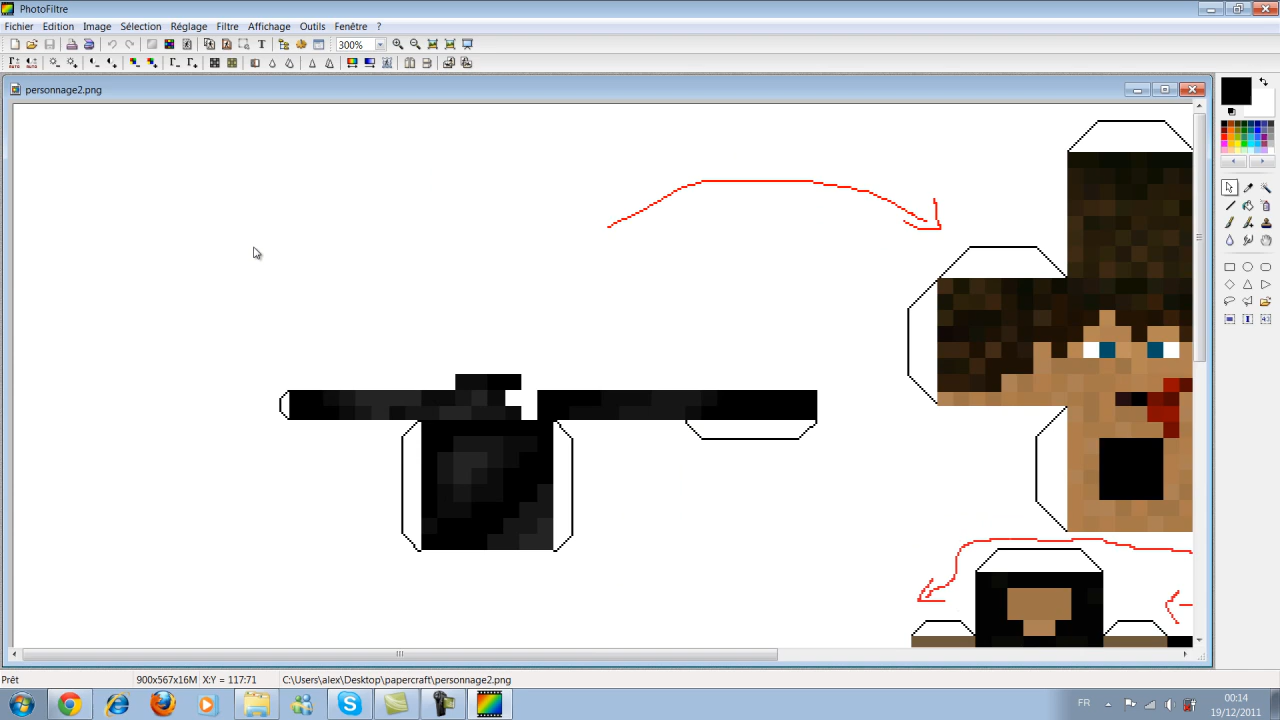 PhotoFiltre
Fichier Edition Image Sélection Réglage Filtre Affichage Outils Fenêtre ?
300%
personnage2.png
Prêt 900x567x16M X:Y = 117:71 C:\Users\alex\Desktop\papercraft\personnage2.png
FR 00:14
19/12/2011